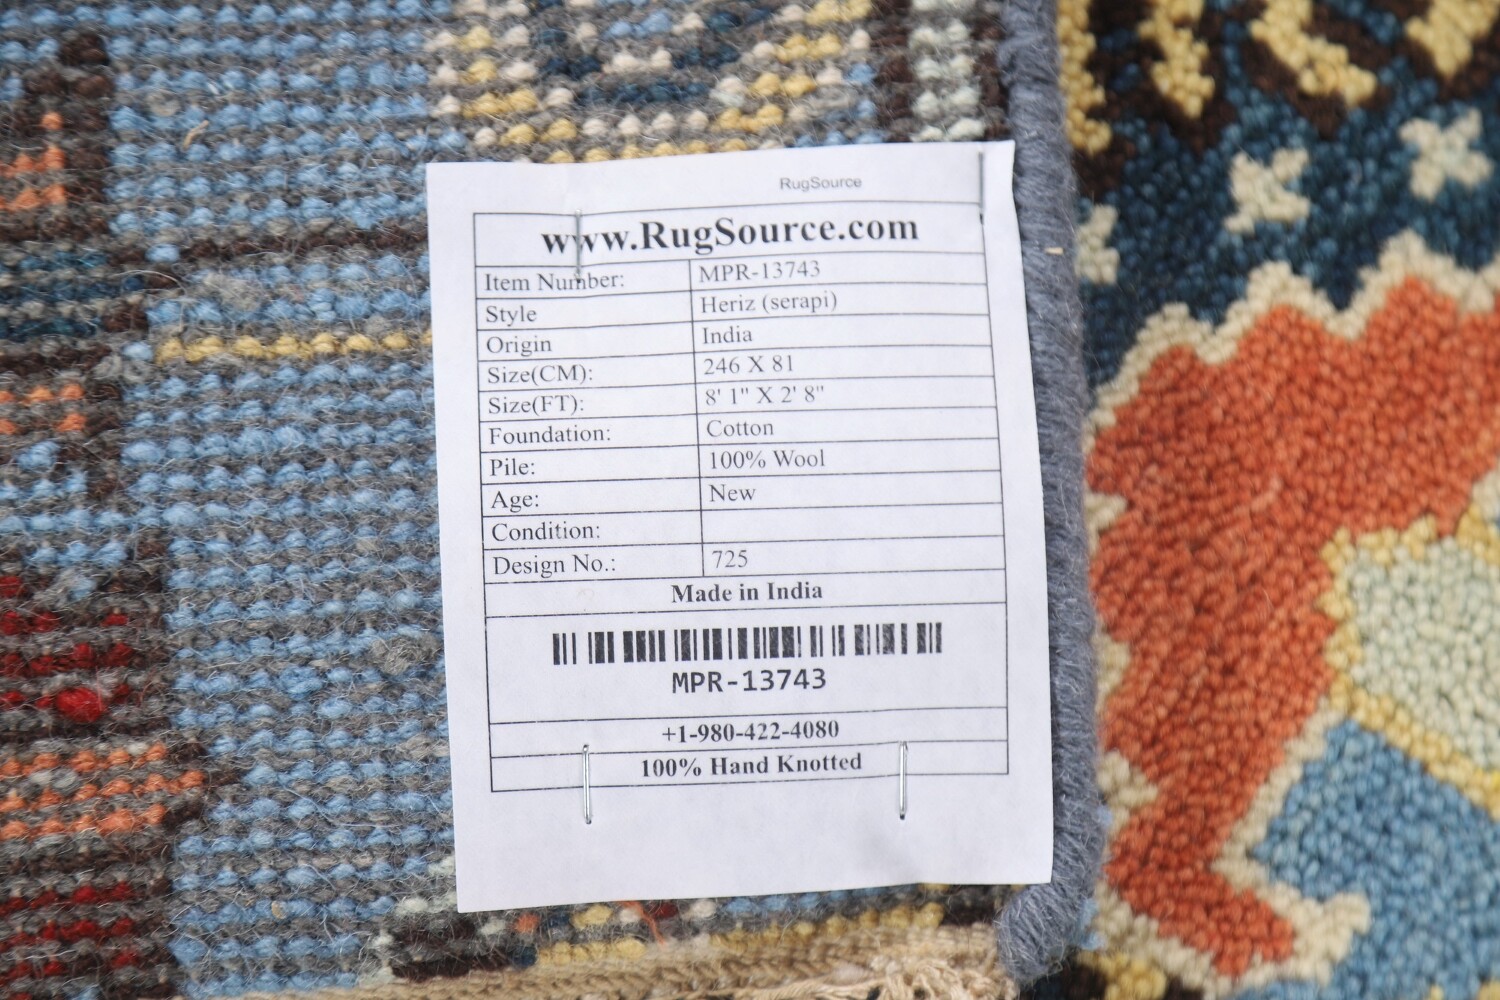 RugSource
www.RugSource.com
Item Number: MPR-13743
Style Heriz (serapi)
Origin India
Size(CM): 246 X 81
Size(FT): 8' 1" X 2' 8"
Foundation: Cotton
Pile: 100% Wool
Age: New
Condition:
Design No.: 725
Made in India
MPR-13743
+1-980-422-4080
100% Hand Knotted